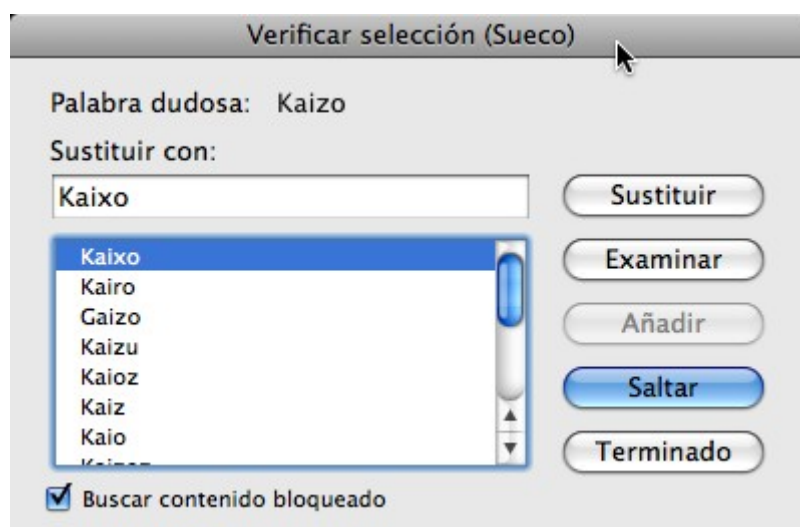 Verificar selección (Sueco)
Palabra dudosa: Kaizo
Sustituir con:
Kaixo
Sustituir
Kaixo
Kairo
Gaizo
Kaizu
Kaioz
Kaiz
Kaio
Examinar
Añadir
Saltar
Terminado
Buscar contenido bloqueado